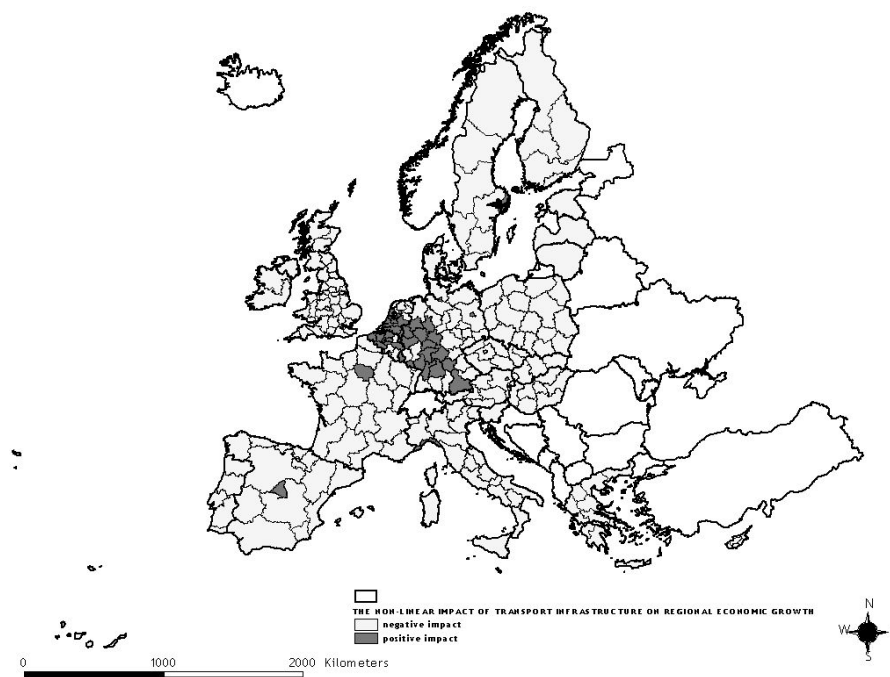 THE NON-LINEAR IMPACT OF TRANSPORT INFRASTRUCTURE ON REGIONAL ECONOMIC GROWTH
negative impact
positive impact
N
W
S
0 1000 2000 Kilometers